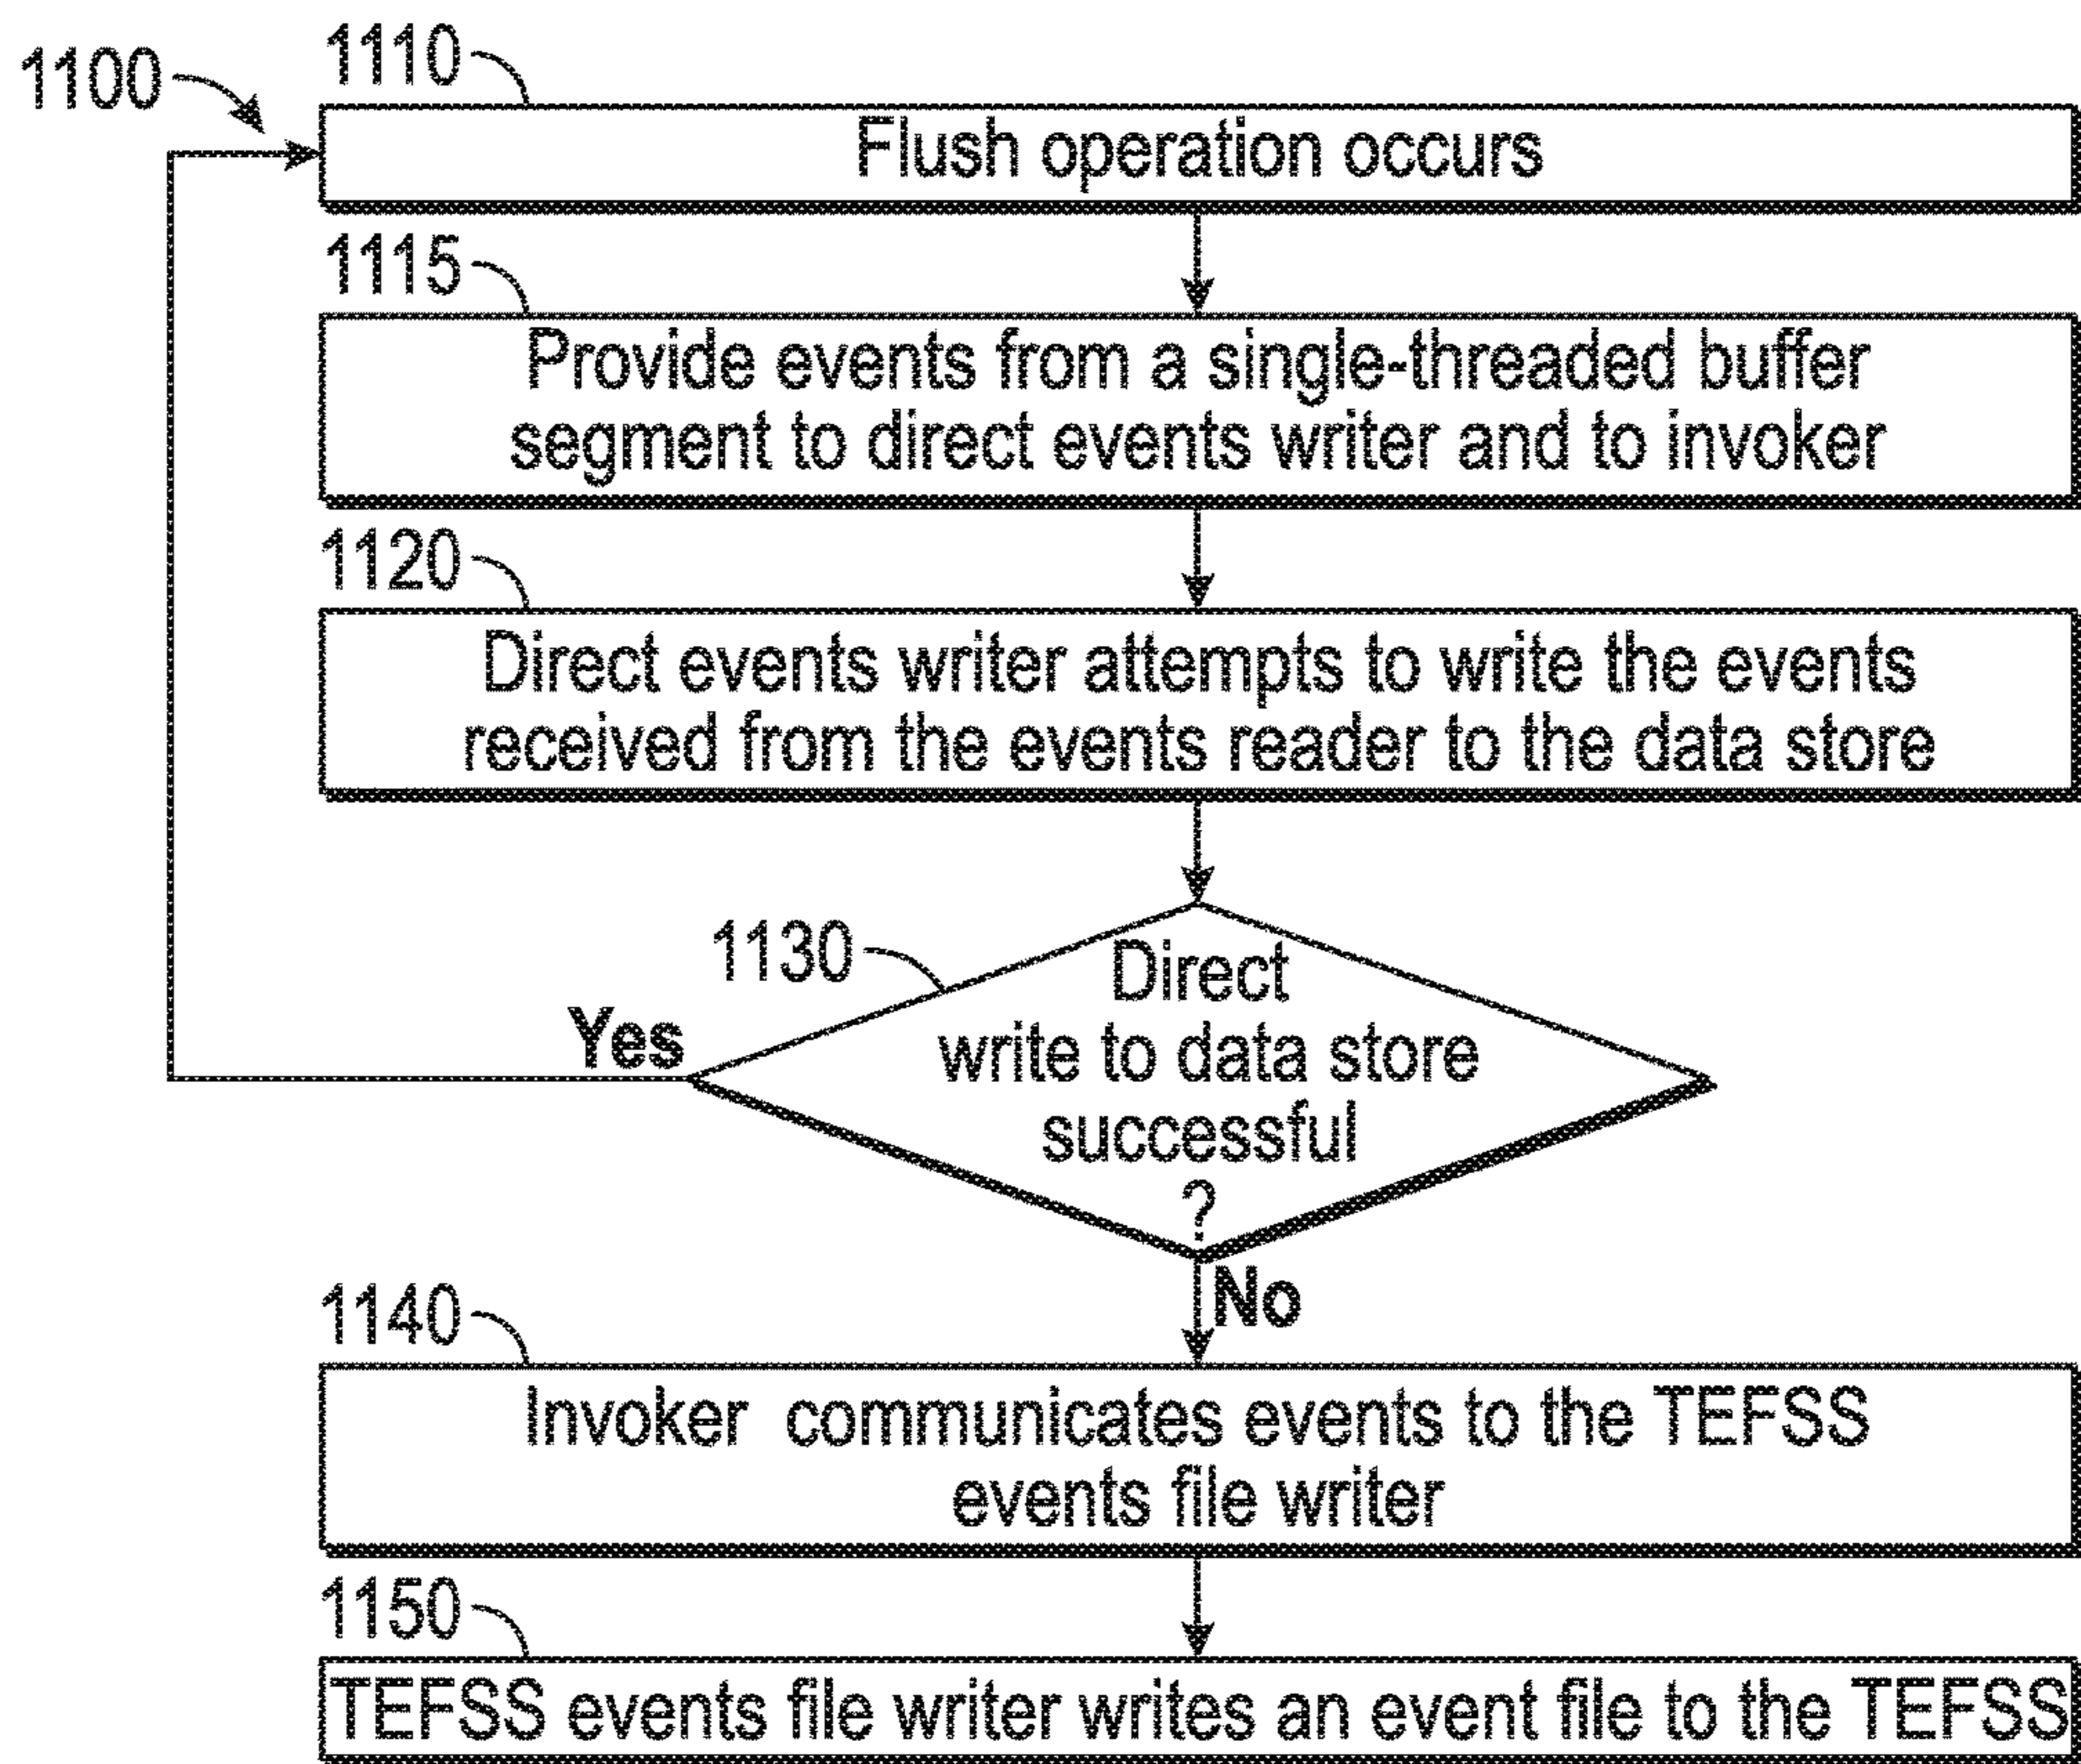 1100
1110
Flush operation occurs
1115
Provide events from a single-threaded buffer
segment to direct events writer and to invoker
1120
Direct events writer attempts to write the events
received from the events reader to the data store
1130
Direct
write to data store
successful
?
Yes
No
1140
Invoker communicates events to the TEFSS
events file writer
1150
TEFSS events file writer writes an event file to the TEFSS